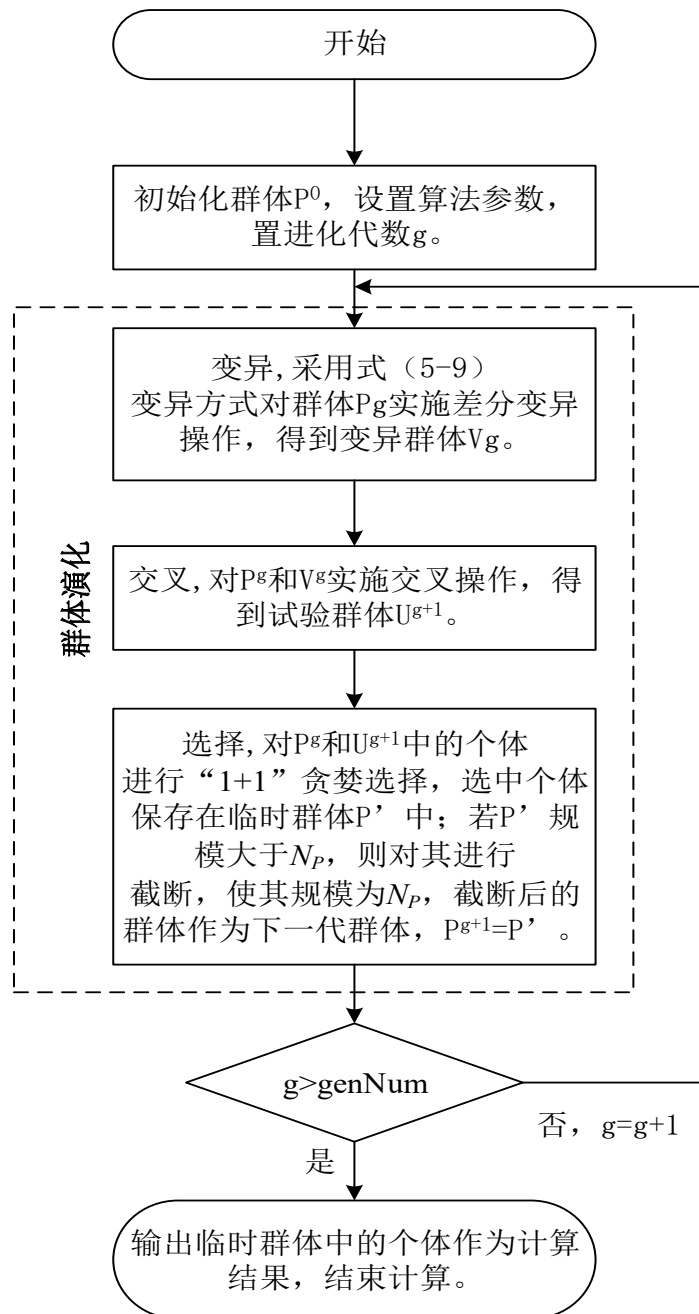 开始
初始化群体P⁰，设置算法参数，
置进化代数g。
变异,采用式（5-9）
变异方式对群体Pg实施差分变异
操作，得到变异群体Vg。
群体演化
交叉,对Pᵍ和Vᵍ实施交叉操作，得
到试验群体Uᵍ⁺¹。
选择,对Pᵍ和Uᵍ⁺¹中的个体
进行“1+1”贪婪选择，选中个体
保存在临时群体P’中；若P’规
模大于N_P，则对其进行
截断，使其规模为N_P，截断后的
群体作为下一代群体，Pᵍ⁺¹=P’。
g>genNum
否，g=g+1
是
输出临时群体中的个体作为计算
结果，结束计算。